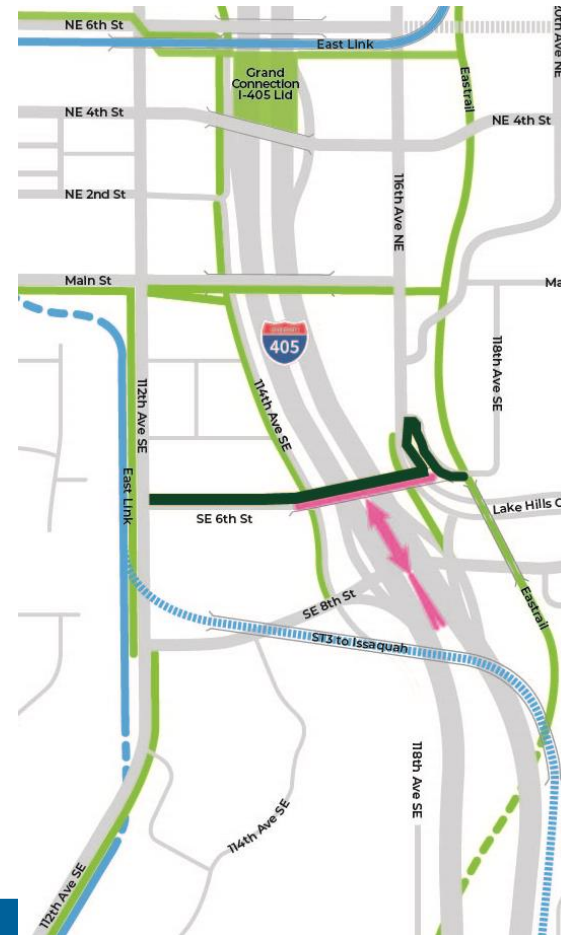 NE 6th St
East Link
20th Ave NE
Grand
Connection
I-405 Lid
Eastrail
NE 4th St
NE 4th St
NE 2nd St
116th Ave NE
Main St
Ma
405
118th Ave SE
114th Ave SE
112th Ave SE
East Link
SE 6th St
Lake Hills C
SE 8th St
Eastrail
ST3 to Issaquah
118th Ave SE
114th Ave SE
112th Ave SE